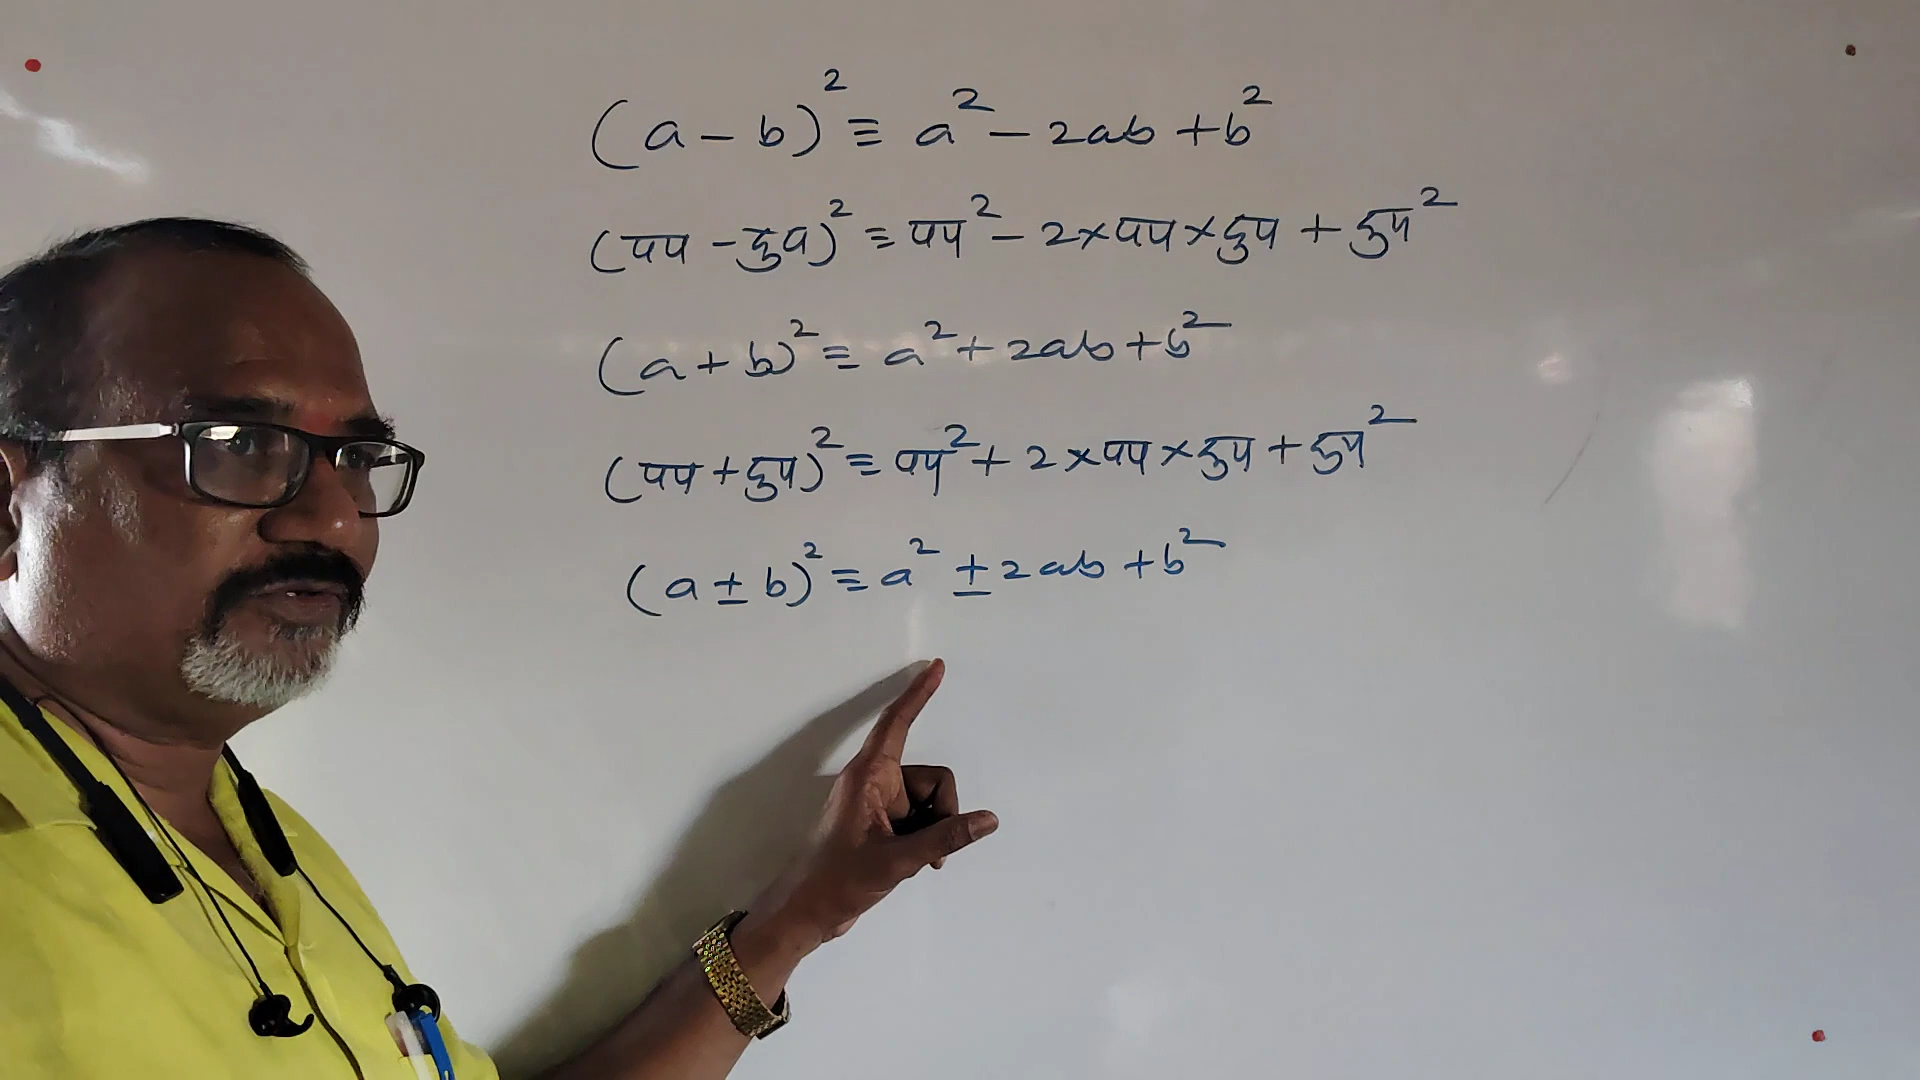 (a - b)² ≡ a² - 2ab + b²
(पप - दुप)² ≡ पप² - 2 × पप × दुप + दुप²
(a + b)² ≡ a² + 2ab + b²
(पप + दुप)² ≡ पप² + 2 × पप × दुप + दुप²
(a ± b)² ≡ a² ± 2ab + b²